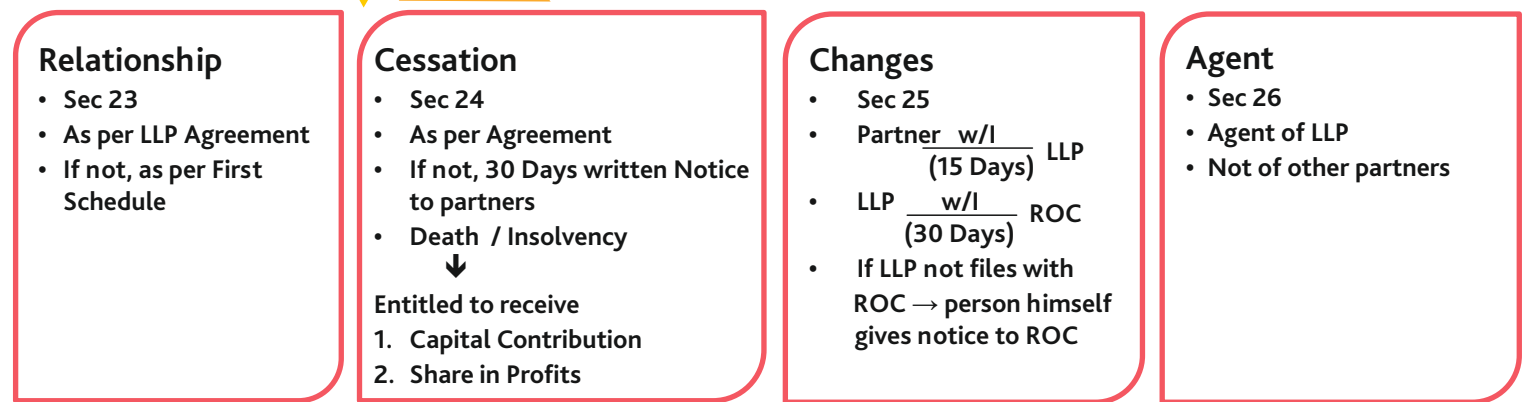 Relationship
• Sec 23
• As per LLP Agreement
• If not, as per First
Schedule
Cessation
• Sec 24
• As per Agreement
• If not, 30 Days written Notice
to partners
• Death / Insolvency
🡫
Entitled to receive
1. Capital Contribution
2. Share in Profits
Changes
• Sec 25
• Partner w/I LLP
(15 Days)
• LLP w/I ROC
(30 Days)
• If LLP not files with
ROC → person himself
gives notice to ROC
Agent
• Sec 26
• Agent of LLP
• Not of other partners